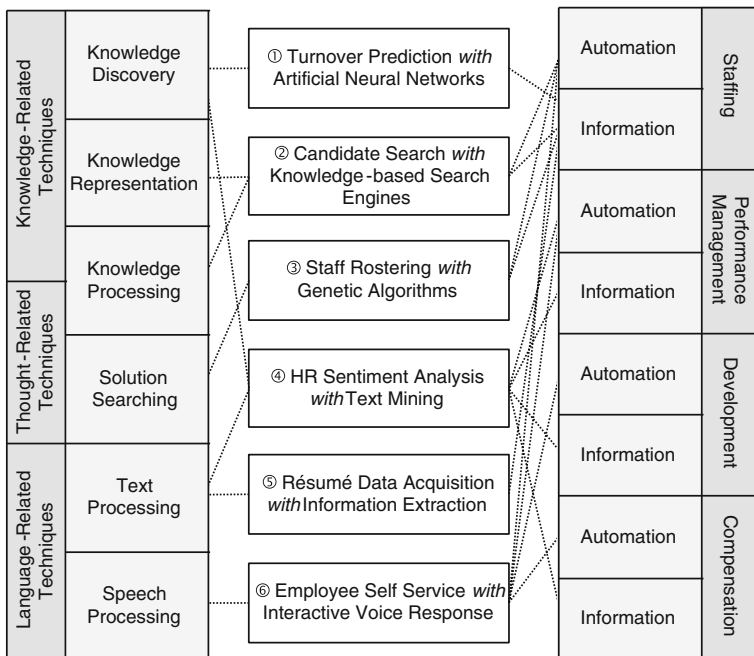 Knowledge-Related
Techniques
Thought-Related
Techniques
Language-Related
Techniques
Knowledge
Discovery
Knowledge
Representation
Knowledge
Processing
Solution
Searching
Text
Processing
Speech
Processing
① Turnover Prediction with
Artificial Neural Networks
② Candidate Search with
Knowledge-based Search
Engines
③ Staff Rostering with
Genetic Algorithms
④ HR Sentiment Analysis
with Text Mining
⑤ Résumé Data Acquisition
with Information Extraction
⑥ Employee Self Service with
Interactive Voice Response
Automation
Information
Automation
Information
Automation
Information
Automation
Information
Staffing
Performance
Management
Development
Compensation